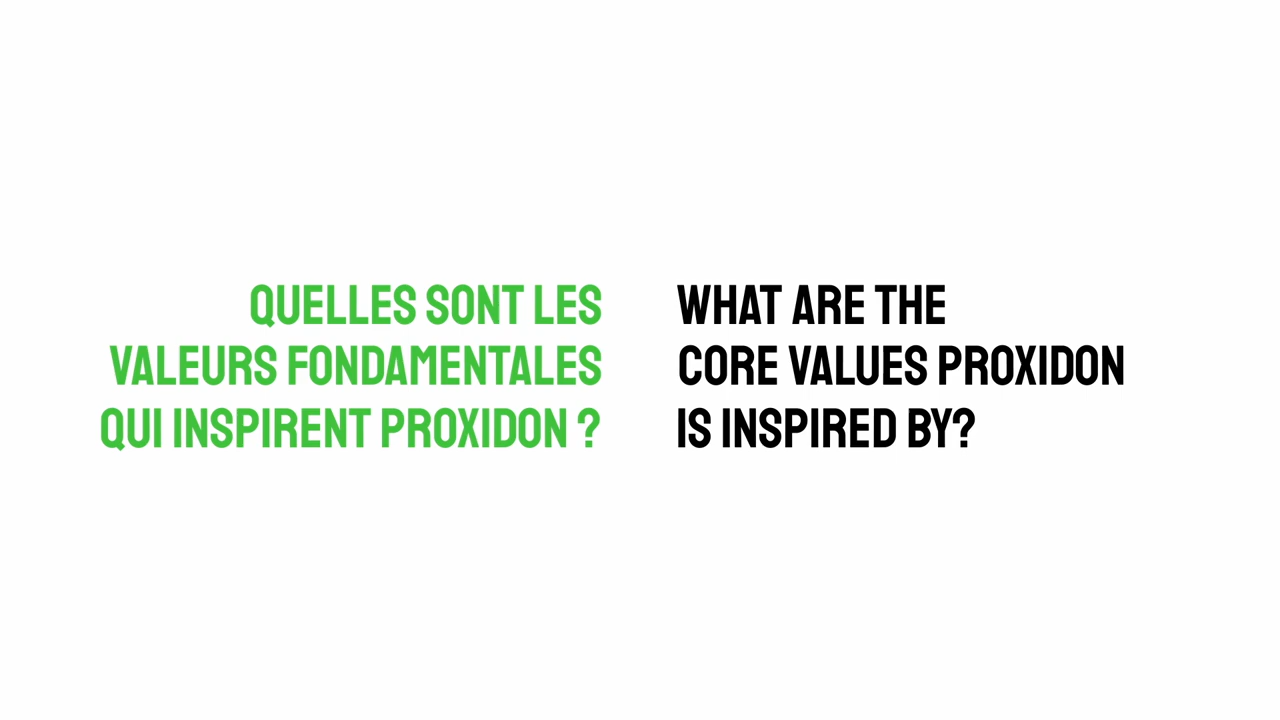 QUELLES SONT LES
VALEURS FONDAMENTALES
QUI INSPIRENT PROXIDON ?
WHAT ARE THE
CORE VALUES PROXIDON
IS INSPIRED BY?